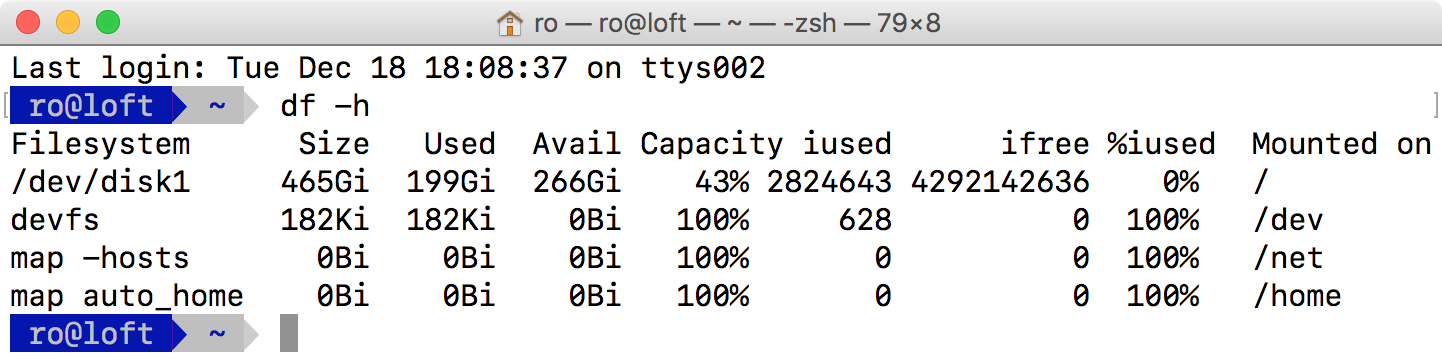 ro — ro@loft — ~ — -zsh — 79×8
Last login: Tue Dec 18 18:08:37 on ttys002
[ro@loft ~ df -h ]
Filesystem Size Used Avail Capacity iused ifree %iused Mounted on
/dev/disk1 465Gi 199Gi 266Gi 43% 2824643 4292142636 0% /
devfs 182Ki 182Ki 0Bi 100% 628 0 100% /dev
map -hosts 0Bi 0Bi 0Bi 100% 0 0 100% /net
map auto_home 0Bi 0Bi 0Bi 100% 0 0 100% /home
ro@loft ~